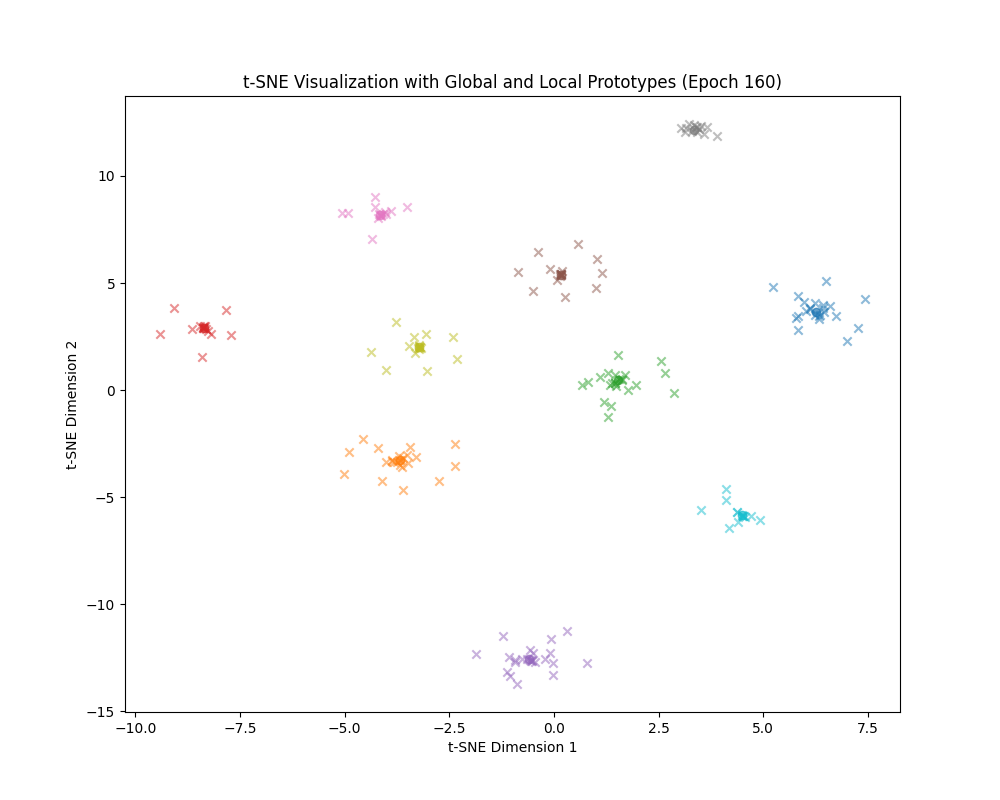 t-SNE Visualization with Global and Local Prototypes (Epoch 160)
10
5
0
−5
−10
−15
t-SNE Dimension 2
−10.0 −7.5 −5.0 −2.5 0.0 2.5 5.0 7.5
t-SNE Dimension 1